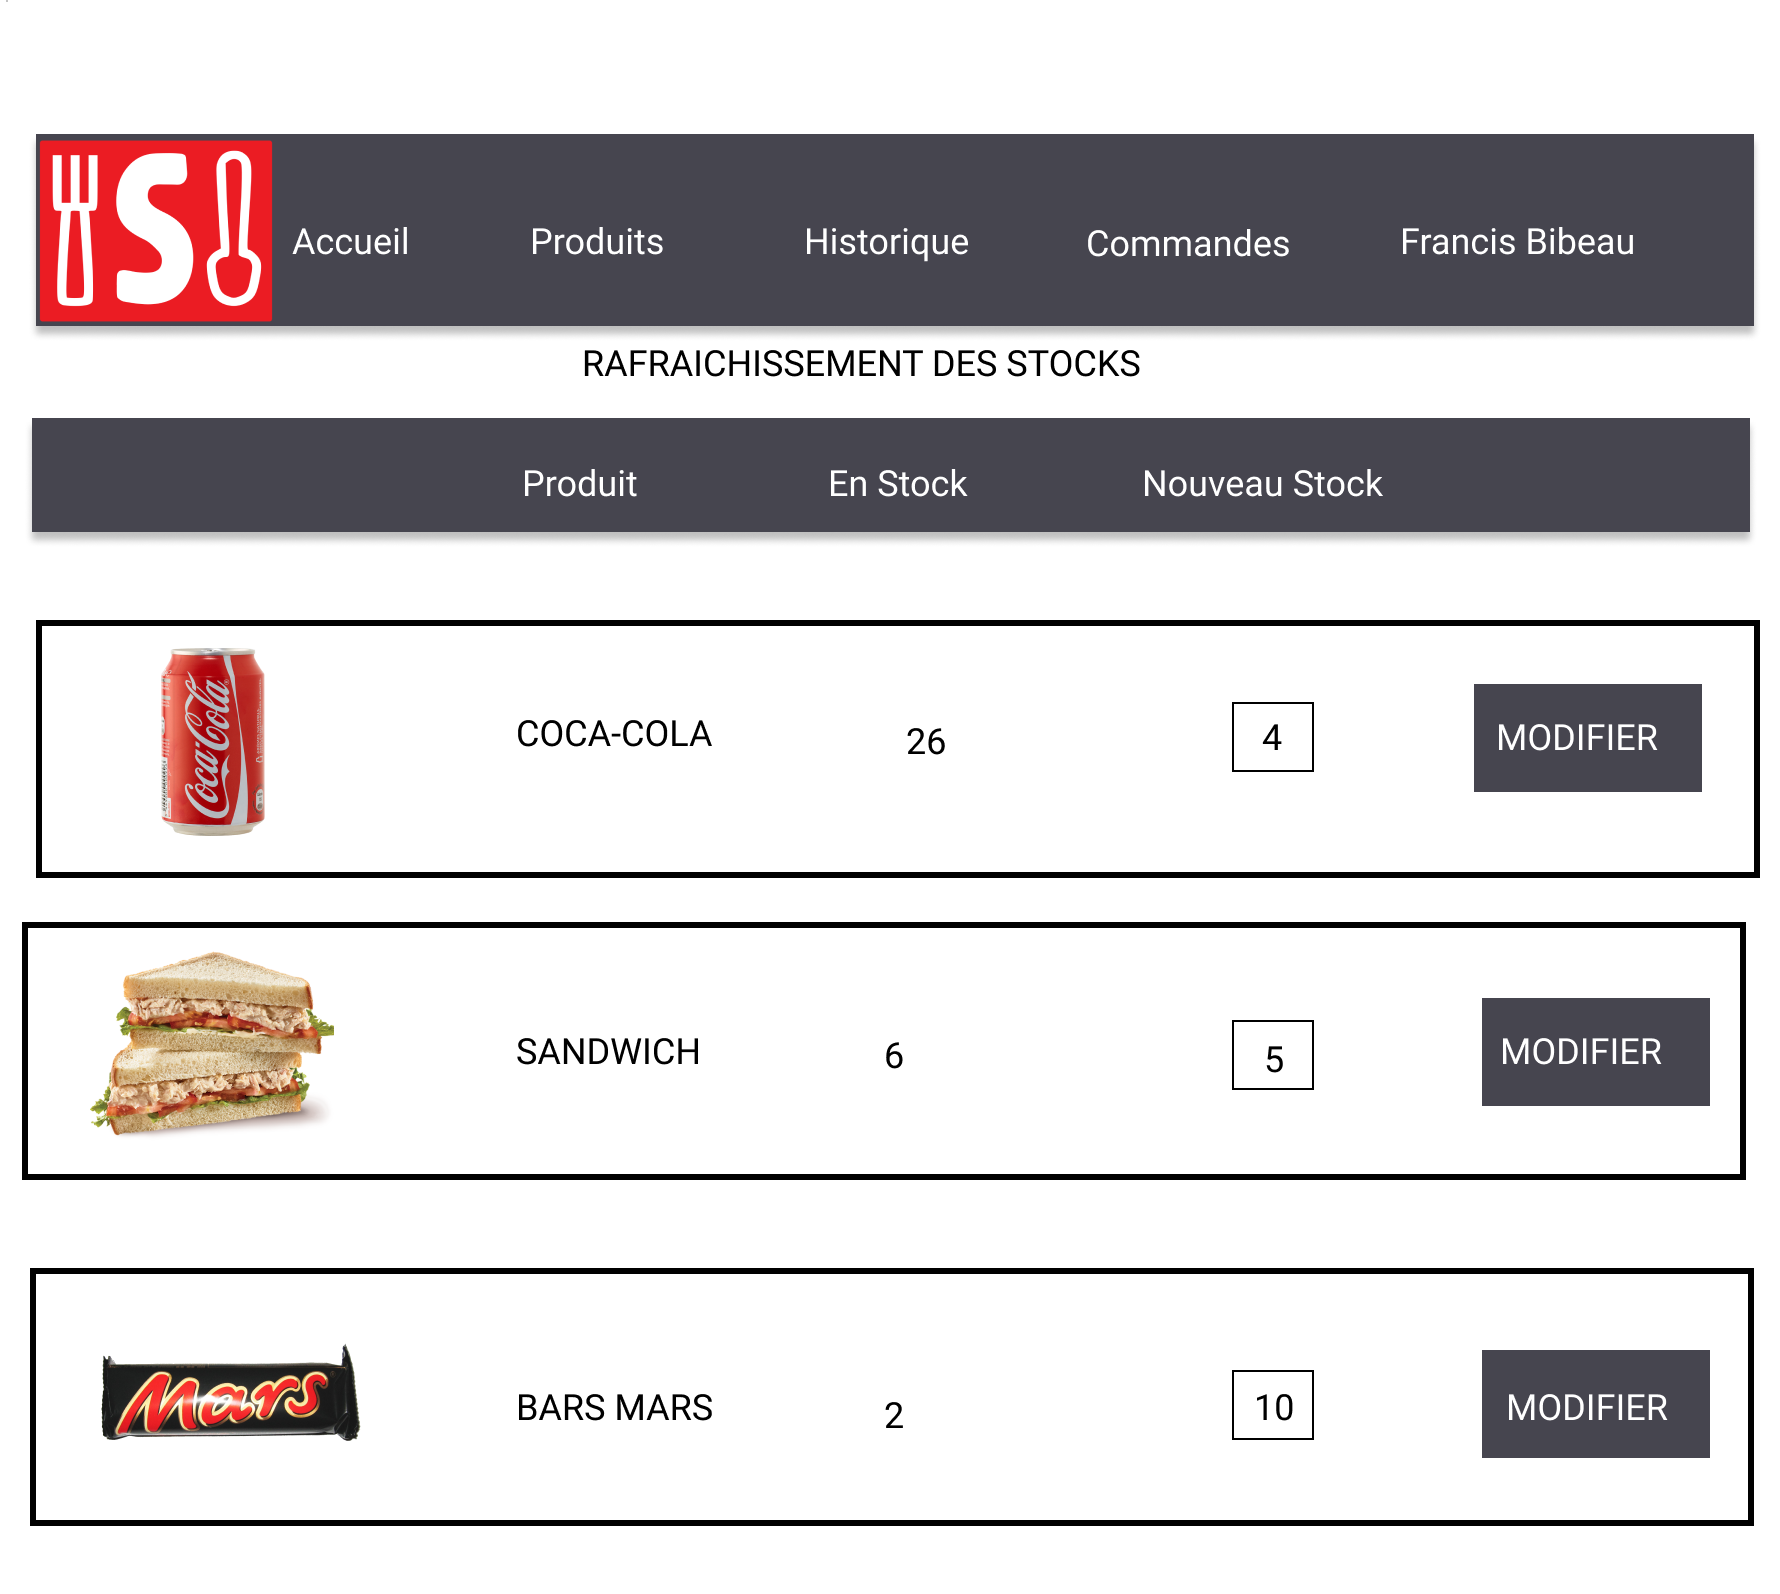 S
Accueil Produits Historique Commandes Francis Bibeau
RAFRAICHISSEMENT DES STOCKS
Produit En Stock Nouveau Stock
Coca-Cola
COCA-COLA 26 4 MODIFIER
SANDWICH 6 5 MODIFIER
Mars
BARS MARS 2 10 MODIFIER